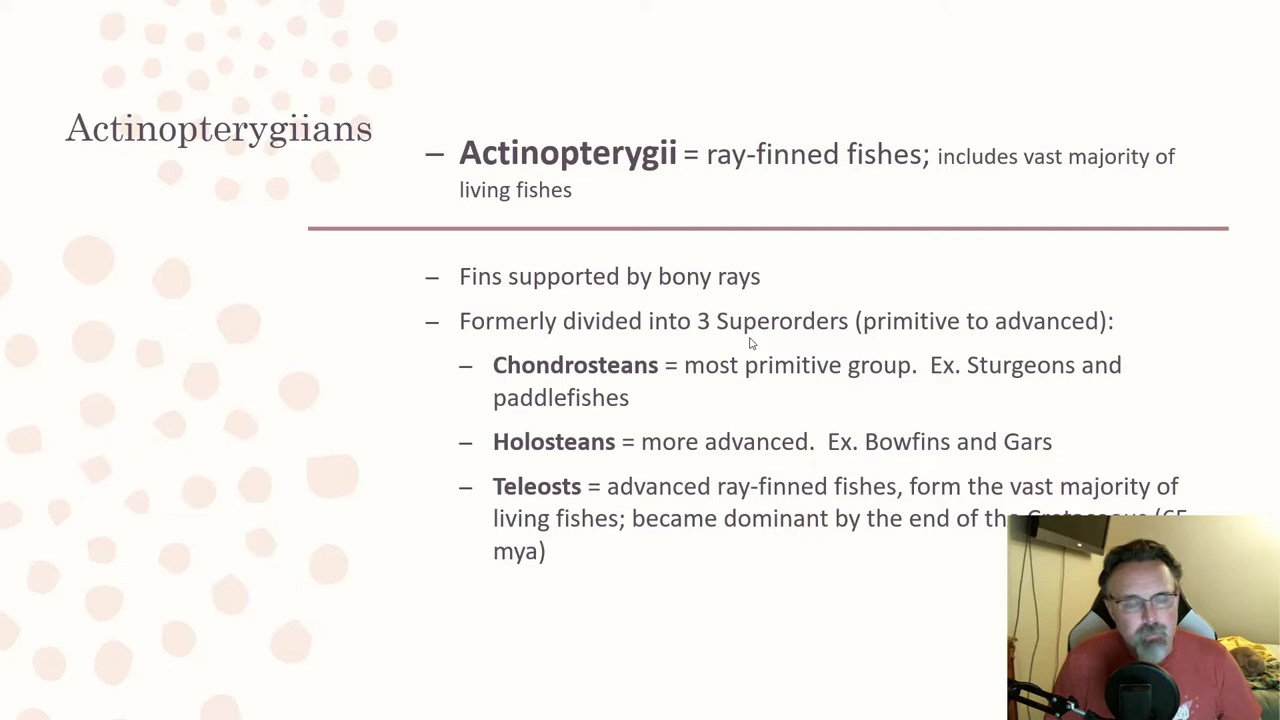 Actinopterygiians
– Actinopterygii = ray-finned fishes; includes vast majority of
living fishes
– Fins supported by bony rays
– Formerly divided into 3 Superorders (primitive to advanced):
– Chondrosteans = most primitive group. Ex. Sturgeons and
paddlefishes
– Holosteans = more advanced. Ex. Bowfins and Gars
– Teleosts = advanced ray-finned fishes, form the vast majority of
living fishes; became dominant by the end of the Cretaceous (65
mya)